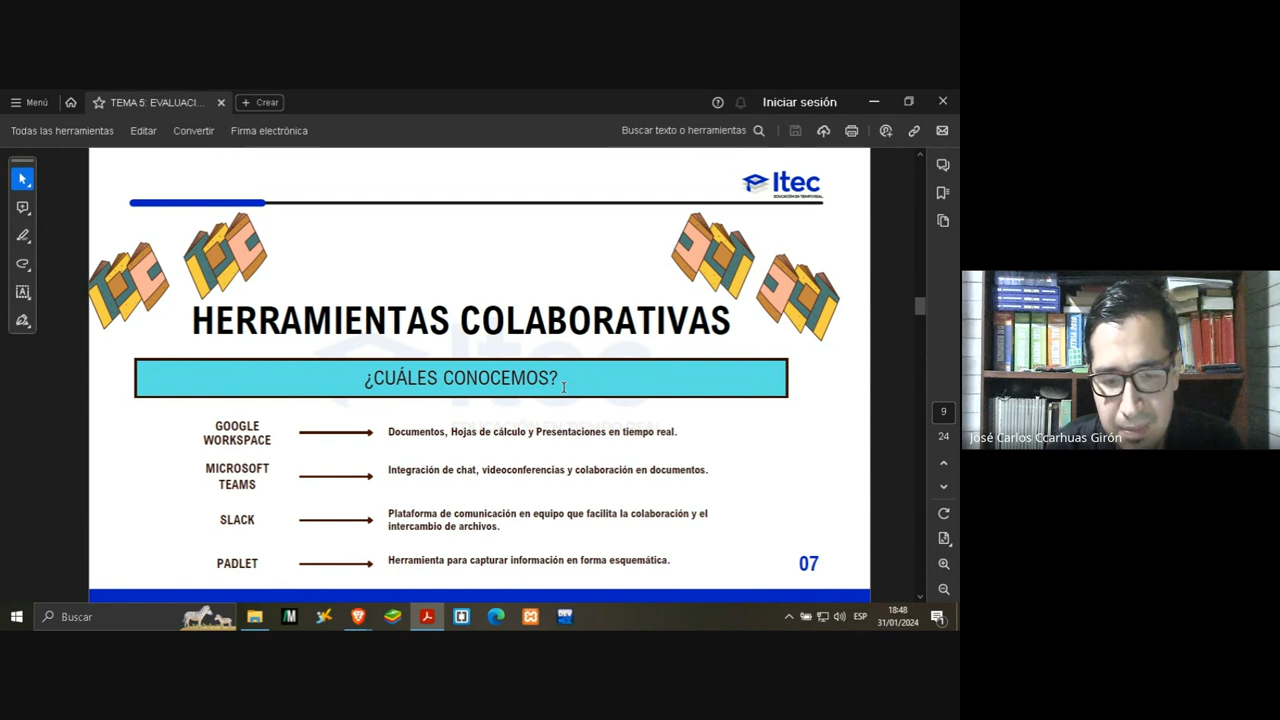 Menú
TEMA 5: EVALUACI...
Crear
Iniciar sesión
Todas las herramientas
Editar
Convertir
Firma electrónica
Buscar texto o herramientas
Itec
EDUCACIÓN EN TIEMPO REAL
HERRAMIENTAS COLABORATIVAS
¿CUÁLES CONOCEMOS?
GOOGLE
WORKSPACE
Documentos, Hojas de cálculo y Presentaciones en tiempo real.
MICROSOFT
TEAMS
Integración de chat, videoconferencias y colaboración en documentos.
SLACK
Plataforma de comunicación en equipo que facilita la colaboración y el
intercambio de archivos.
PADLET
Herramienta para capturar información en forma esquemática.
07
9
24
José Carlos Ccarhuas Girón
Buscar
ESP
18:48
31/01/2024